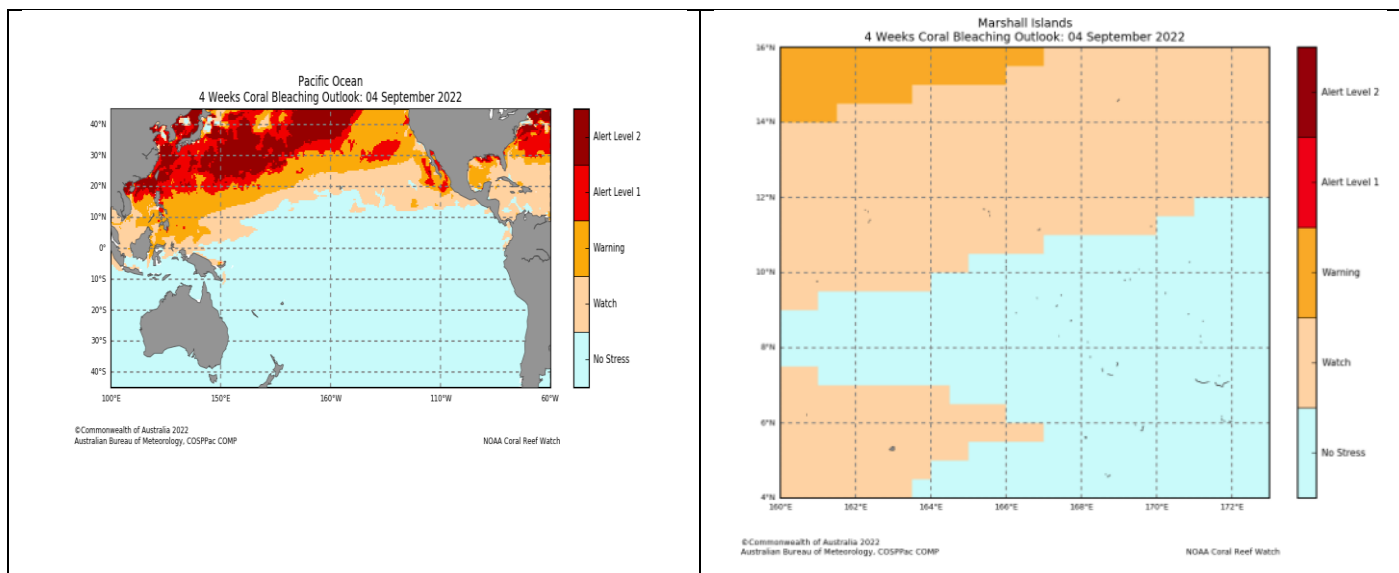 Pacific Ocean
4 Weeks Coral Bleaching Outlook: 04 September 2022
40°N
30°N
20°N
10°N
0°
10°S
20°S
30°S
40°S
100°E 150°E 160°W 110°W 60°W
Alert Level 2
Alert Level 1
Warning
Watch
No Stress
©Commonwealth of Australia 2022
Australian Bureau of Meteorology, COSPPac COMP NOAA Coral Reef Watch
Marshall Islands
4 Weeks Coral Bleaching Outlook: 04 September 2022
16°N
14°N
12°N
10°N
8°N
6°N
4°N
160°E 162°E 164°E 166°E 168°E 170°E 172°E
Alert Level 2
Alert Level 1
Warning
Watch
No Stress
©Commonwealth of Australia 2022
Australian Bureau of Meteorology, COSPPac COMP NOAA Coral Reef Watch